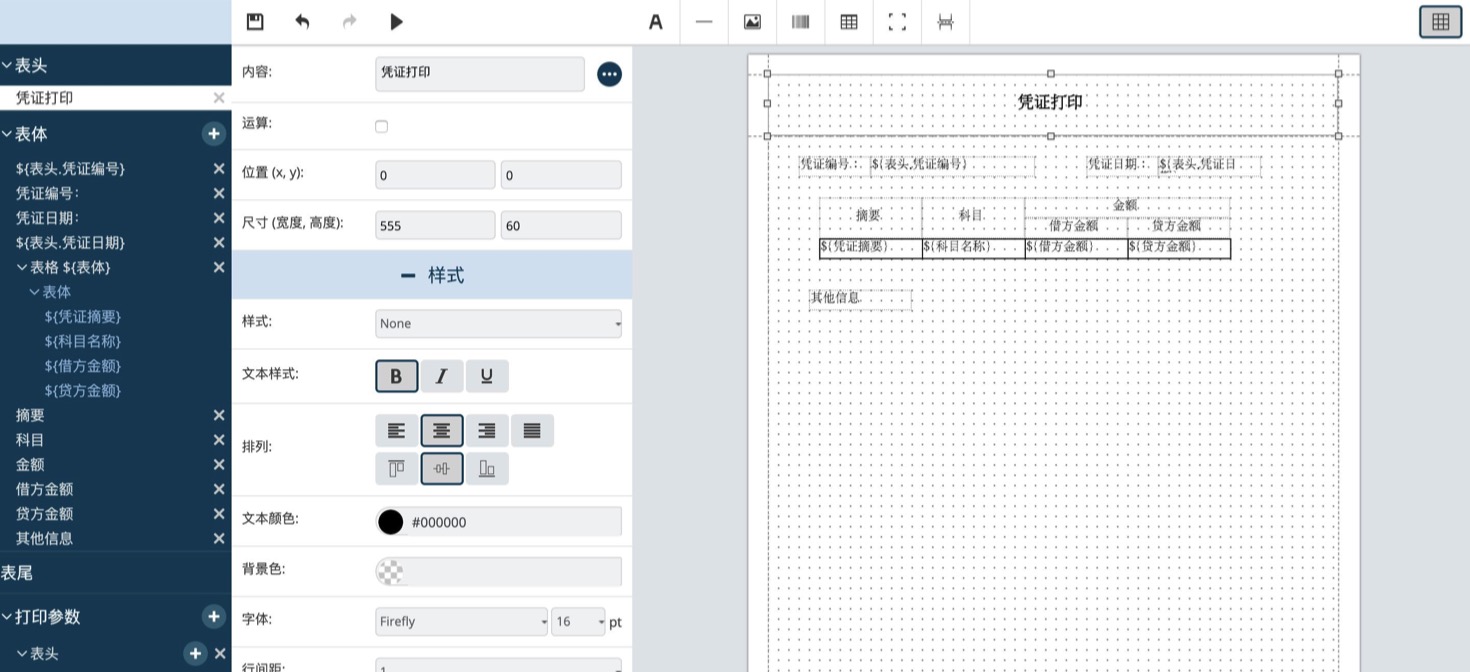 表头
凭证打印
表体
${表头.凭证编号}
凭证编号:
凭证日期:
${表头.凭证日期}
表格 ${表体}
表体
${凭证摘要}
${科目名称}
${借方金额}
${贷方金额}
摘要
科目
金额
借方金额
贷方金额
其他信息
表尾
打印参数
表头
内容:
凭证打印
运算:
位置 (x, y):
0
0
尺寸 (宽度, 高度):
555
60
样式
样式:
None
文本样式:
B I U
排列:
文本颜色:
#000000
背景色:
字体:
Firefly
16
pt
行间距:
1
A
凭证打印
凭证编号：
${表头.凭证编号}
凭证日期：
${表头.凭证日
摘要
科目
金额
借方金额
贷方金额
${凭证摘要}
${科目名称}
${借方金额}
${贷方金额}
其他信息